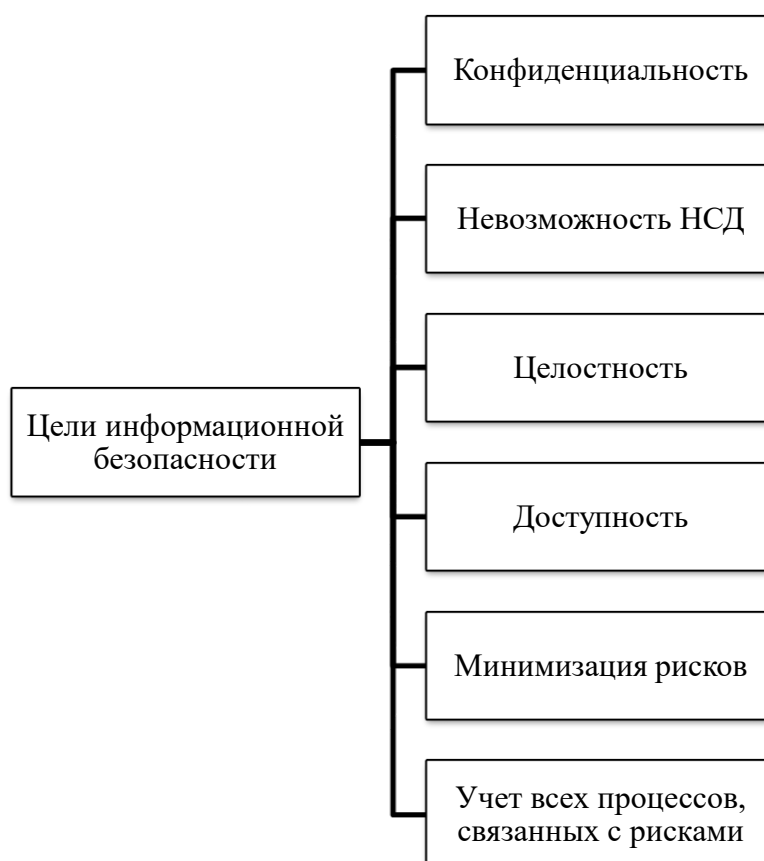 Конфиденциальность
Невозможность НСД
Целостность
Цели информационной
безопасности
Доступность
Минимизация рисков
Учет всех процессов,
связанных с рисками